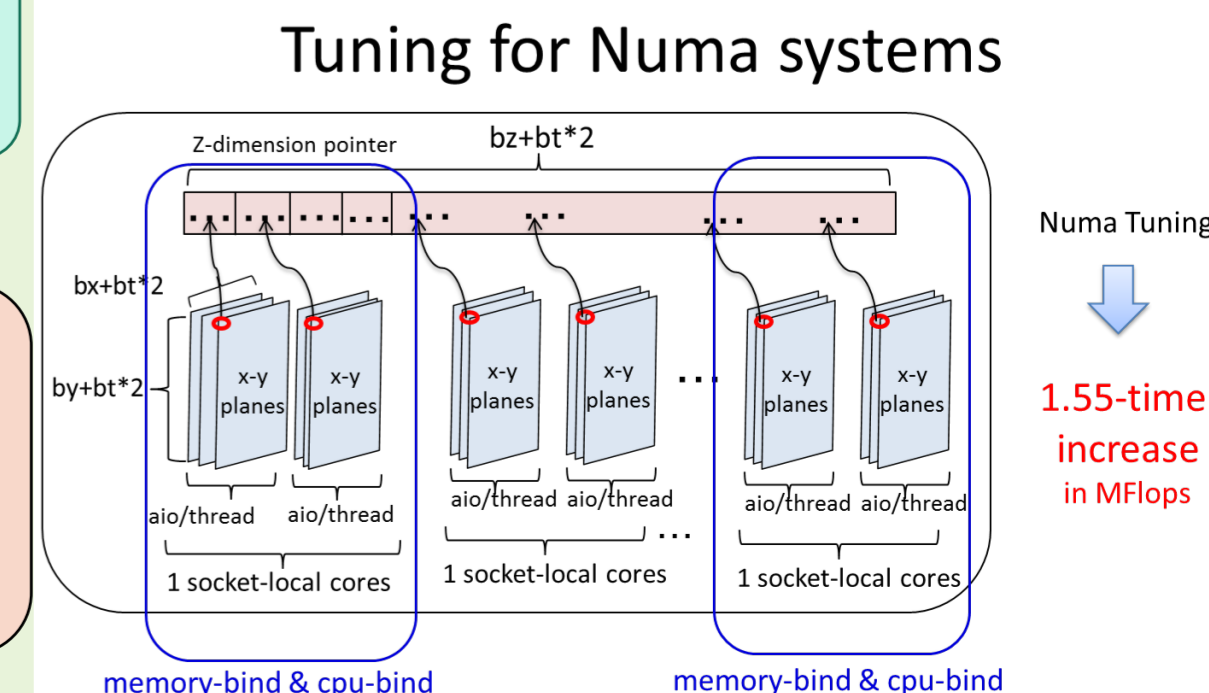 Tuning for Numa systems
Z-dimension pointer
bz+bt*2
... ... ... ... ... ... ... ...
bx+bt*2
by+bt*2
x-y
planes
x-y
planes
x-y
planes
x-y
planes
...
x-y
planes
x-y
planes
aio/thread
aio/thread
aio/thread
aio/thread
aio/thread
aio/thread
1 socket-local cores
1 socket-local cores
...
1 socket-local cores
memory-bind & cpu-bind
memory-bind & cpu-bind
Numa Tuning
1.55-time
increase
in MFlops